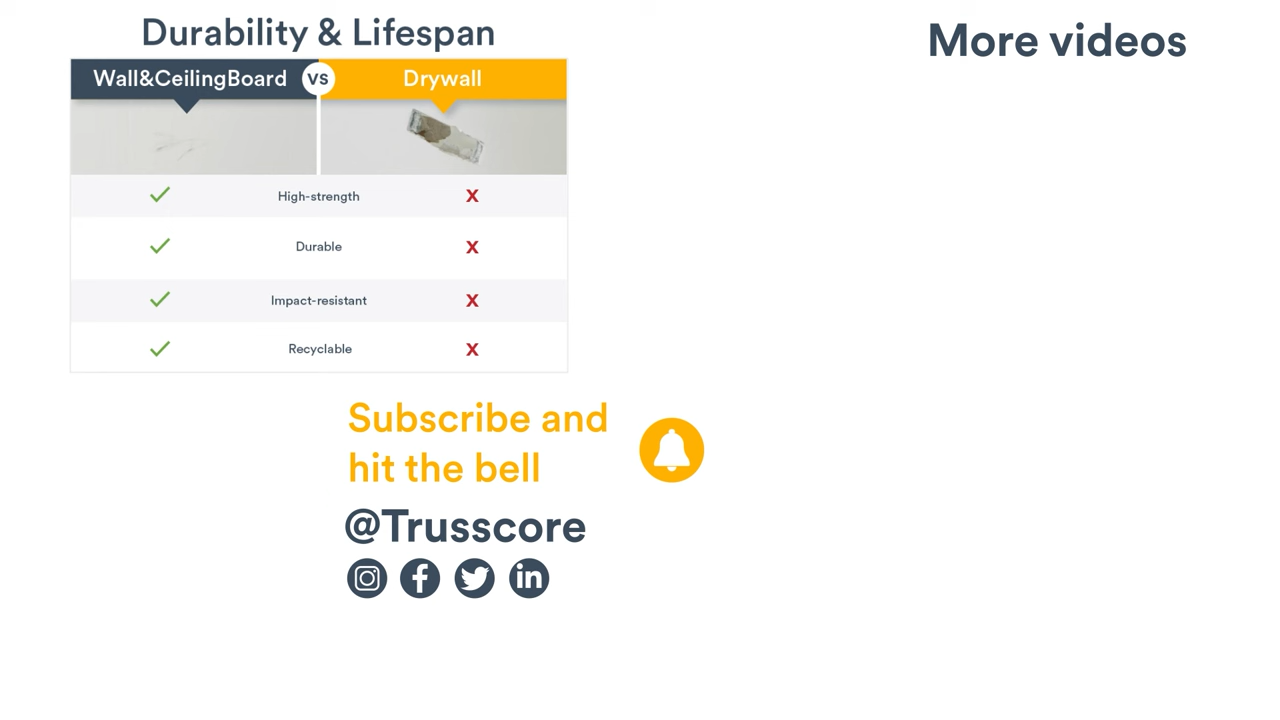 Durability & Lifespan
More videos
Wall&CeilingBoard
VS
Drywall
High-strength
X
Durable
X
Impact-resistant
X
Recyclable
X
Subscribe and
hit the bell
@Trusscore